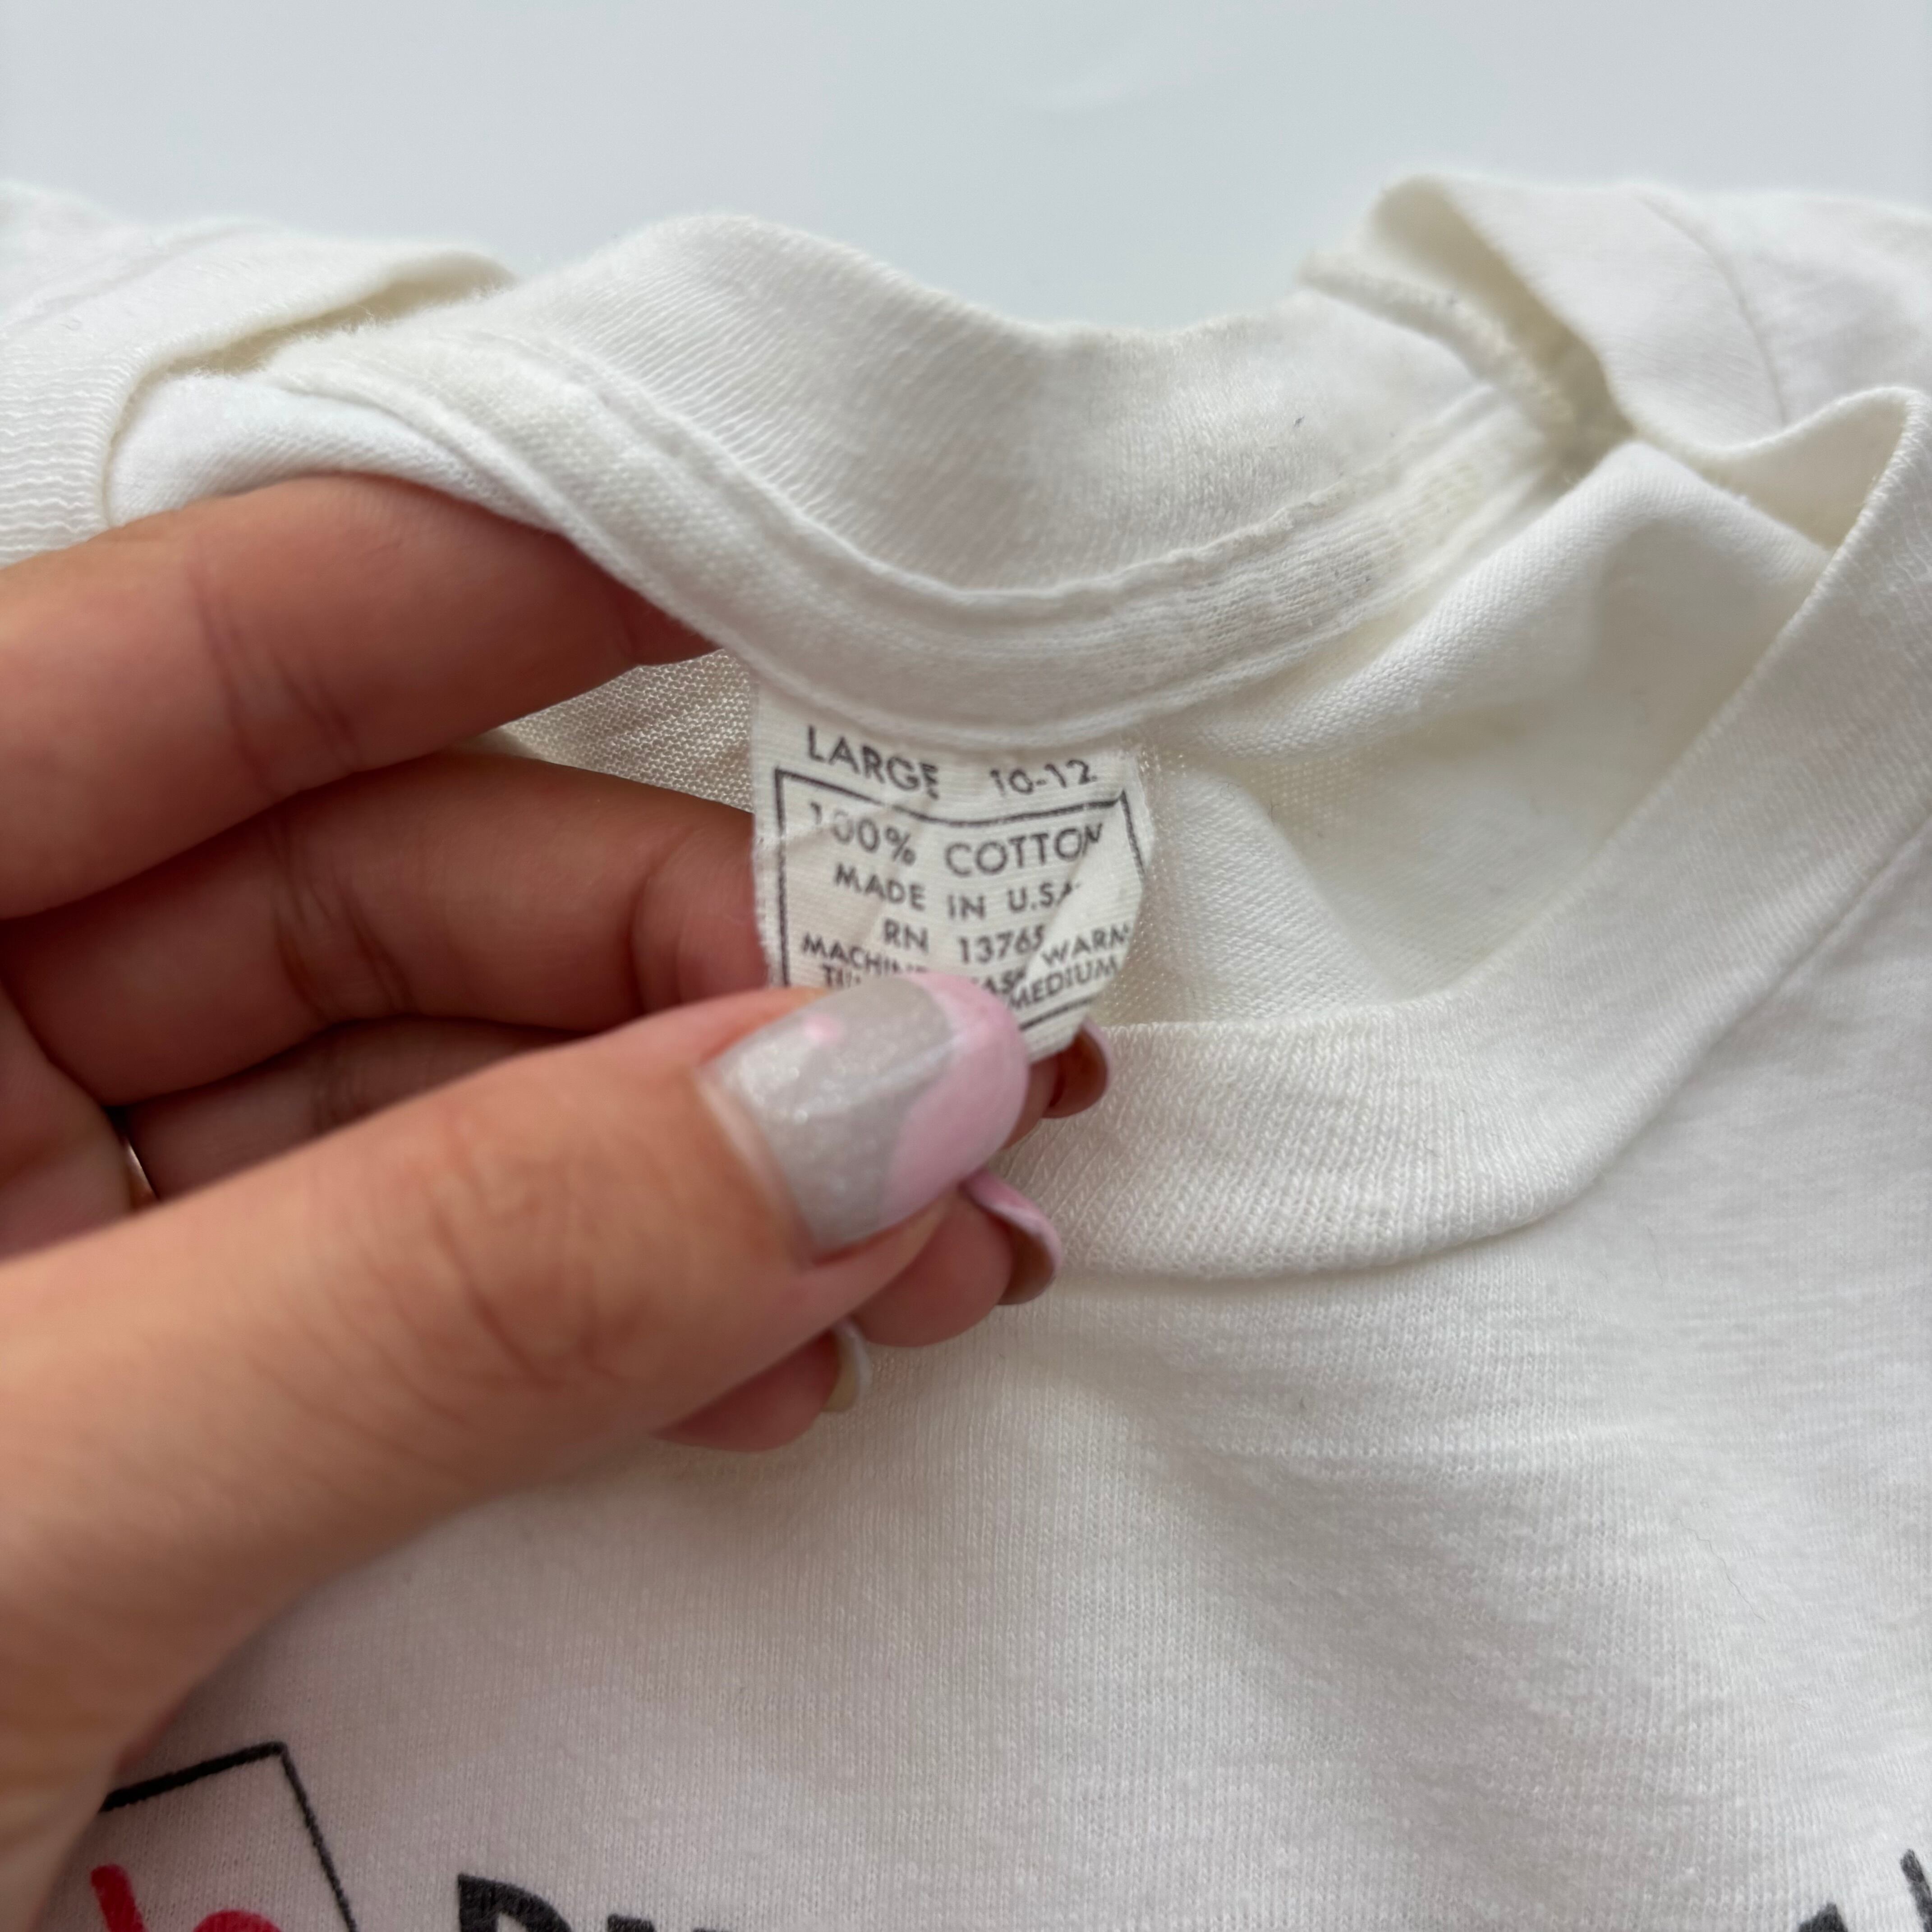 LARGE 10-12
100% COTTON
MADE IN U.S.A.
RN 13765
MACHINE WASH WARM
MEDIUM